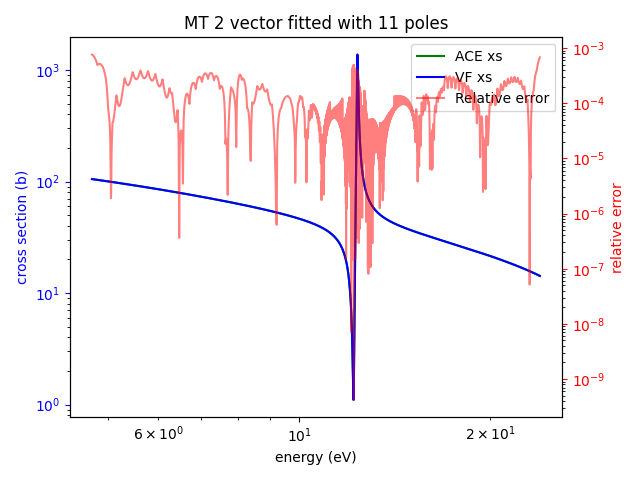 MT 2 vector fitted with 11 poles
ACE xs
VF xs
Relative error
cross section (b)
10³
10²
10¹
10⁰
10⁻³
10⁻⁴
10⁻⁵
10⁻⁶
10⁻⁷
10⁻⁸
10⁻⁹
relative error
6 × 10⁰
10¹
2 × 10¹
energy (eV)